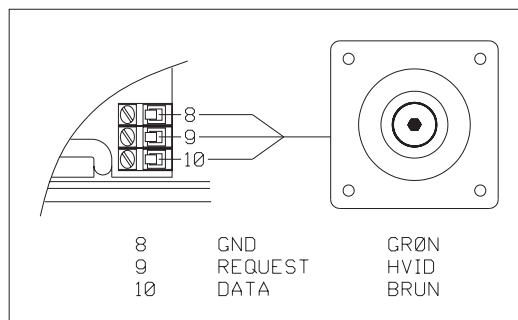 8
9
10
8 GND GRØN
9 REQUEST HVID
10 DATA BRUN